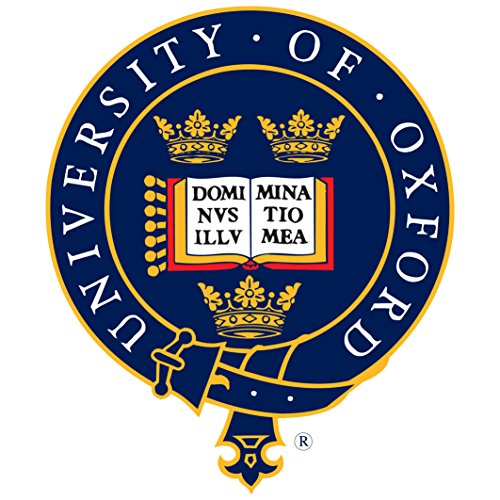 UNIVERSITY · OF · OXFORD
DOMI
NVS
ILLV
MINA
TIO
MEA
®